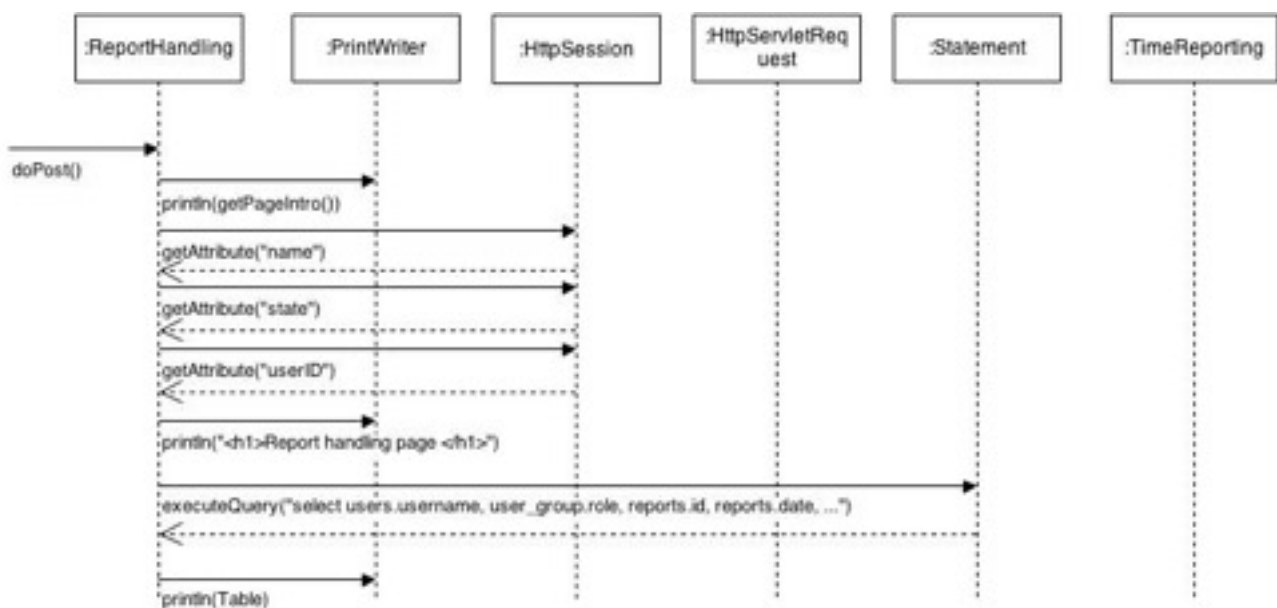 :ReportHandling
:PrintWriter
:HttpSession
:HttpServletReq
uest
:Statement
:TimeReporting
doPost()
println(getPageIntro())
getAttribute("name")
getAttribute("state")
getAttribute("userID")
println("<h1>Report handling page </h1>")
executeQuery("select users.username, user_group.role, reports.id, reports.date, ...")
println(Table)